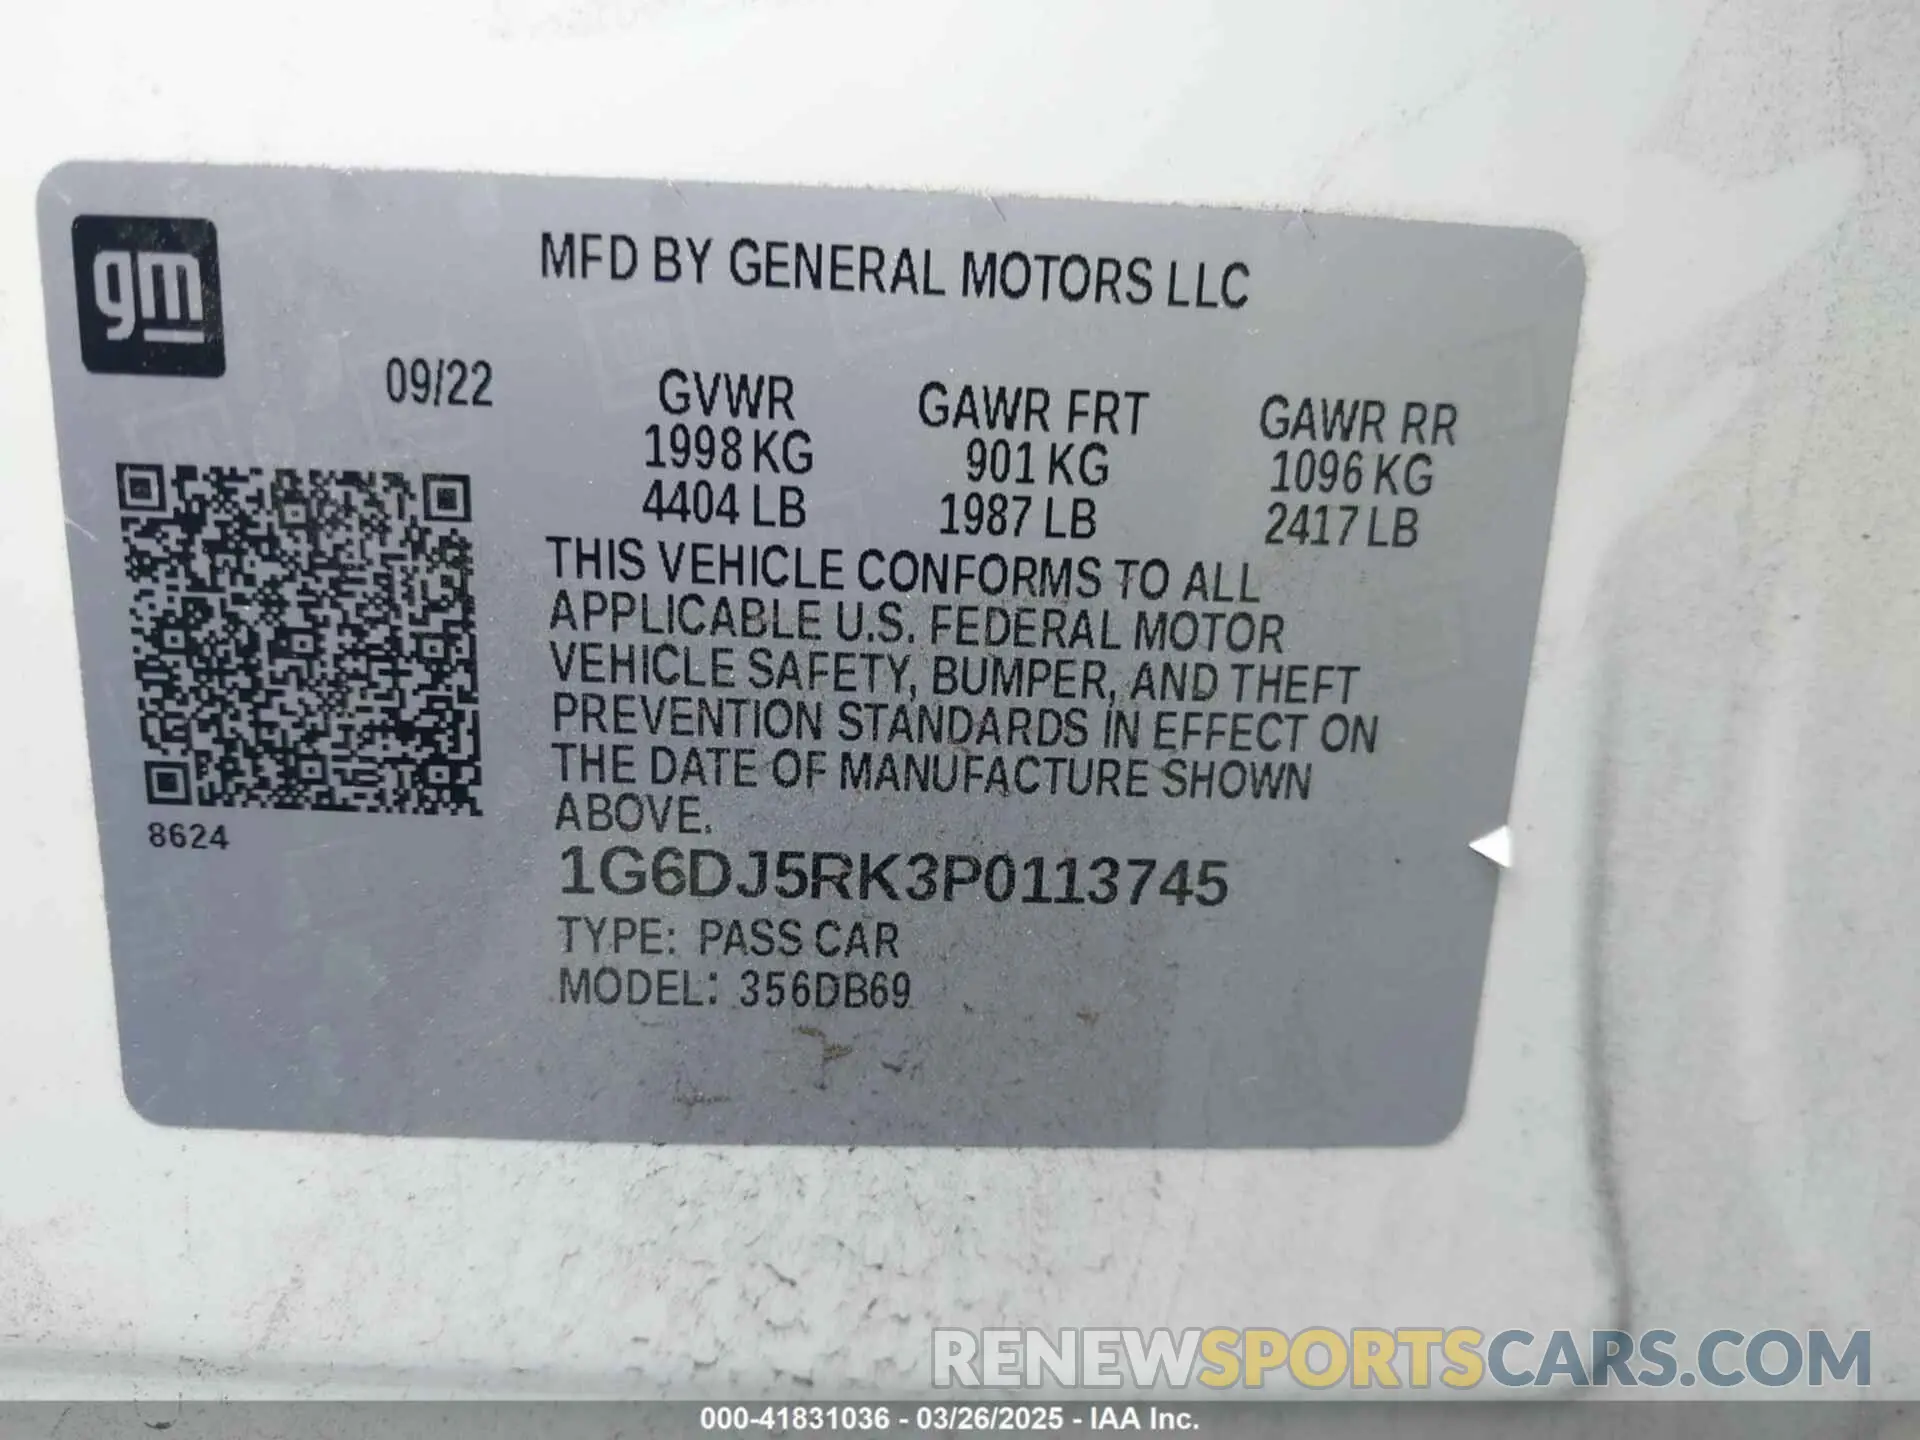 gm
MFD BY GENERAL MOTORS LLC
09/22
GVWR GAWR FRT GAWR RR
1998 KG 901 KG 1096 KG
4404 LB 1987 LB 2417 LB
THIS VEHICLE CONFORMS TO ALL
APPLICABLE U.S. FEDERAL MOTOR
VEHICLE SAFETY, BUMPER, AND THEFT
PREVENTION STANDARDS IN EFFECT ON
THE DATE OF MANUFACTURE SHOWN
ABOVE.
8624
1G6DJ5RK3P0113745
TYPE: PASS CAR
MODEL: 356DB69
RENEWSPORTSCARS.COM
000-41831036 - 03/26/2025 - IAA Inc.